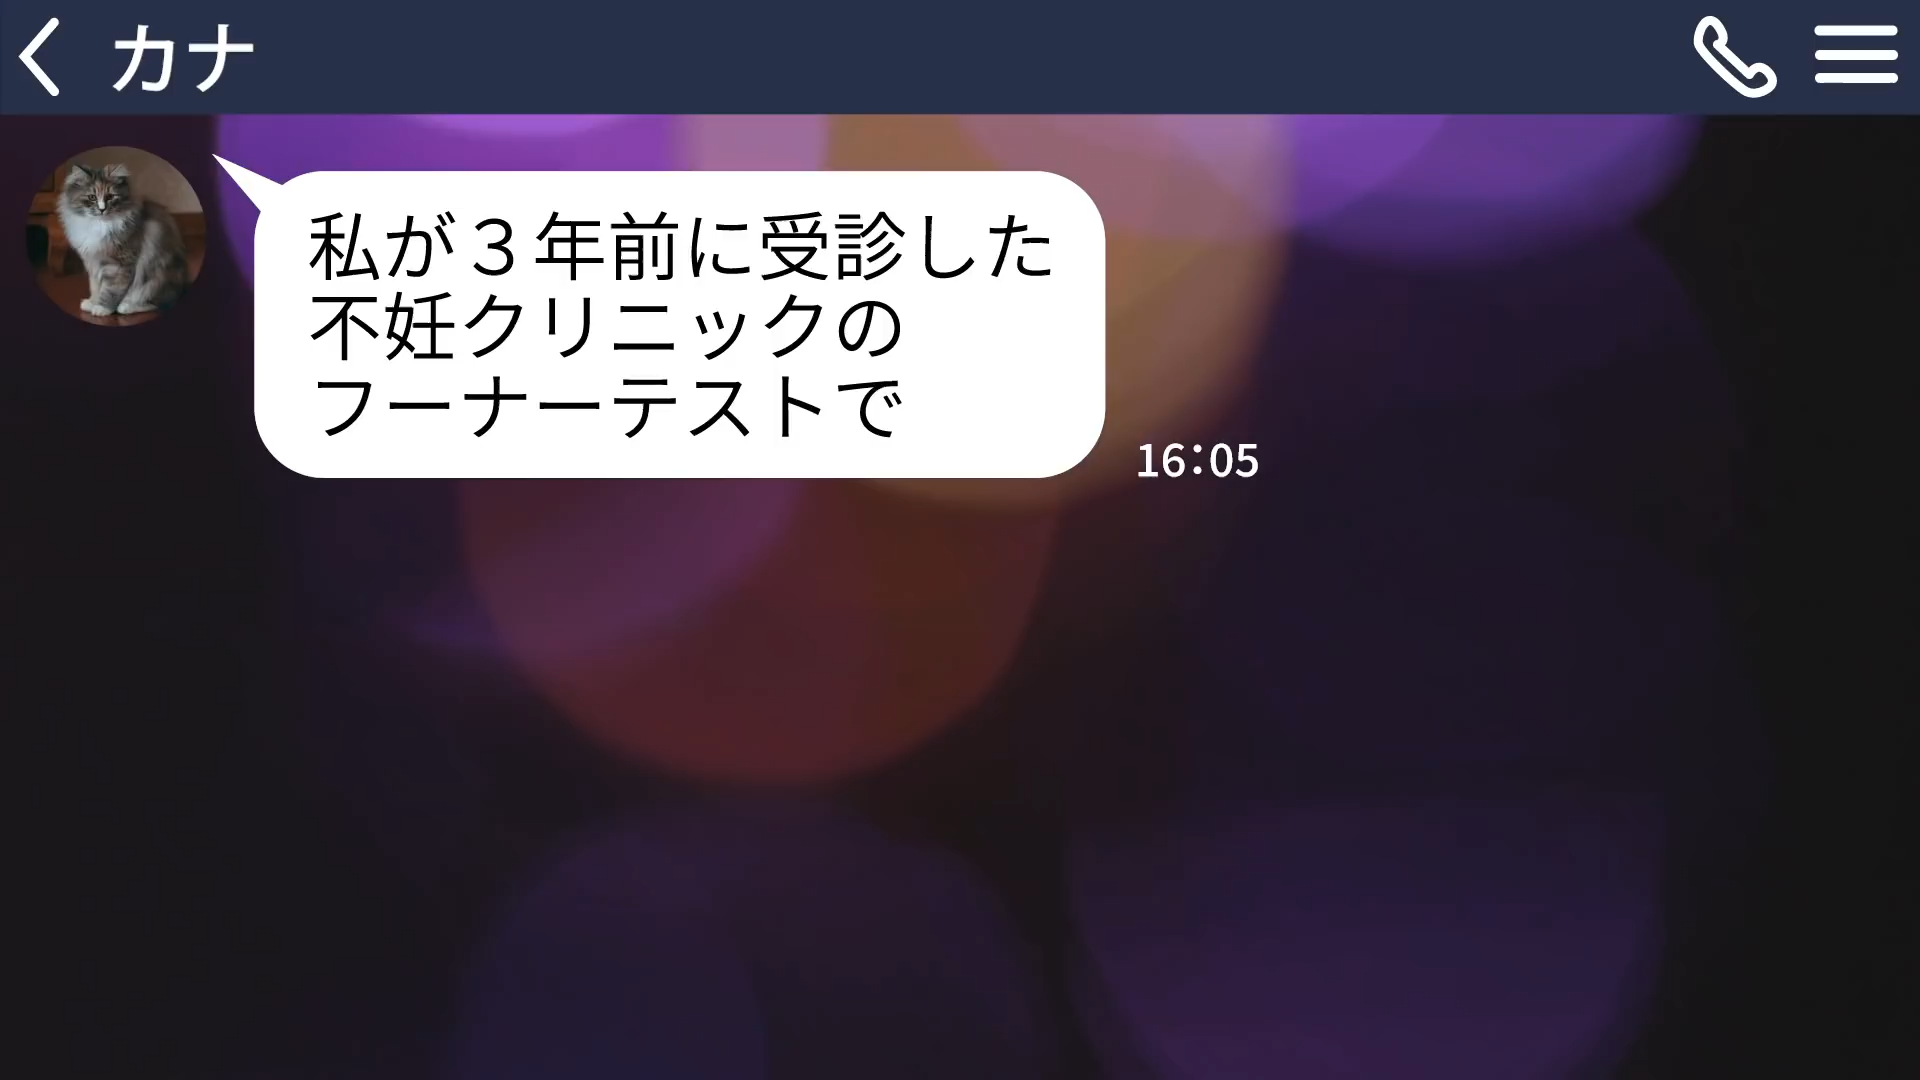 カナ
私が３年前に受診した
不妊クリニックの
フーナーテストで
16:05